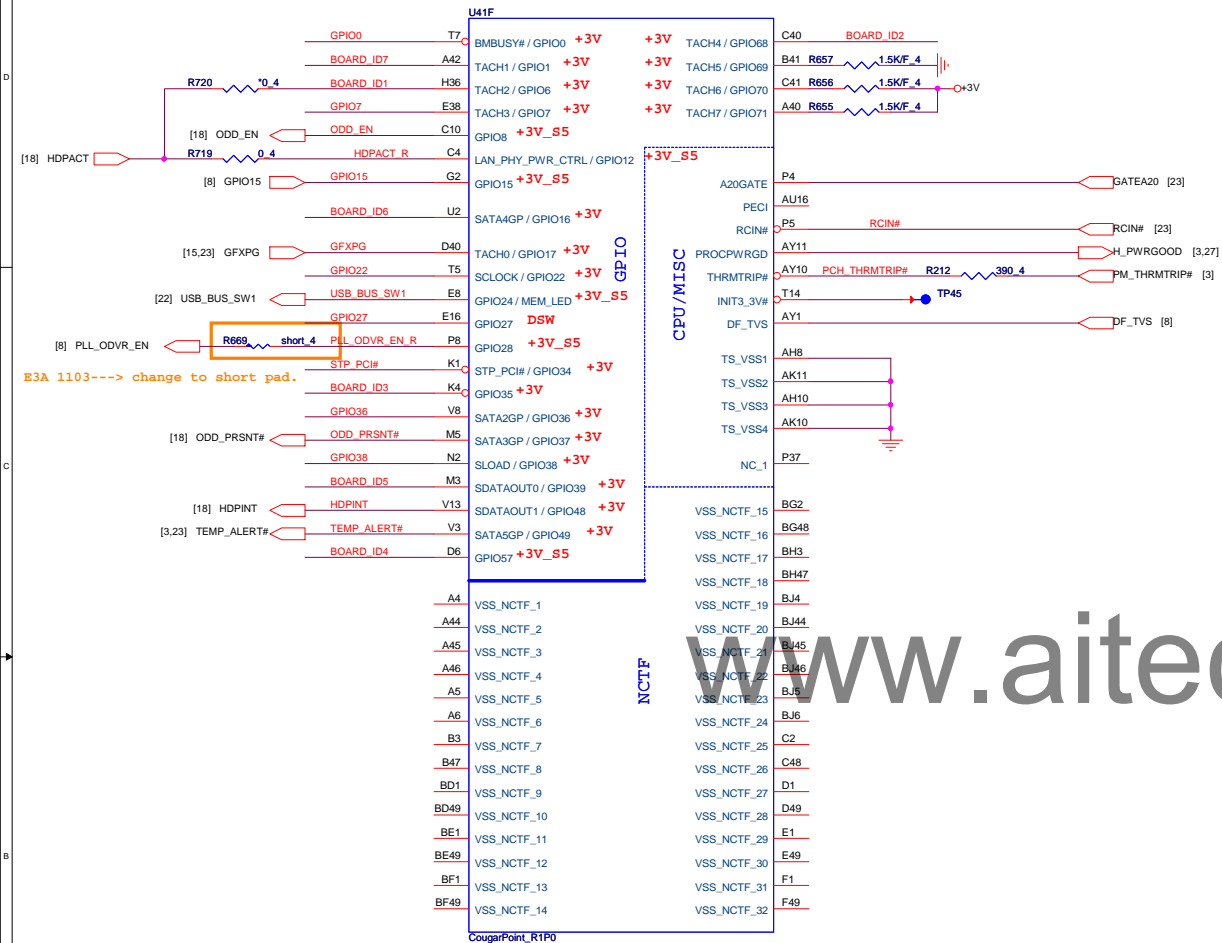 U41F
GPIO0 T7 BMBUSY# / GPIO0 +3V +3V TACH4 / GPIO68 C40 BOARD_ID2
BOARD_ID7 A42 TACH1 / GPIO1 +3V +3V TACH5 / GPIO69 B41 R657 1.5K/F_4
R720 *0_4 BOARD_ID1 H36 TACH2 / GPIO6 +3V +3V TACH6 / GPIO70 C41 R656 1.5K/F_4 +3V
GPIO7 E38 TACH3 / GPIO7 +3V +3V TACH7 / GPIO71 A40 R655 1.5K/F_4
[18] ODD_EN ODD_EN C10 GPIO8 +3V_S5
[18] HDPACT R719 0_4 HDPACT_R C4 LAN_PHY_PWR_CTRL / GPIO12 +3V_S5
[8] GPIO15 GPIO15 G2 GPIO15 +3V_S5 A20GATE P4 GATEA20 [23]
PECI AU16
BOARD_ID6 U2 SATA4GP / GPIO16 +3V RCIN# P5 RCIN# RCIN# [23]
[15,23] GFXPG GFXPG D40 TACH0 / GPIO17 +3V GPIO PROCPWRGD AY11 H_PWRGOOD [3,27]
GPIO22 T5 SCLOCK / GPIO22 +3V CPU/MISC THRMTRIP# AY10 PCH_THRMTRIP# R212 390_4 PM_THRMTRIP# [3]
[22] USB_BUS_SW1 USB_BUS_SW1 E8 GPIO24 / MEM_LED +3V_S5 INIT3_3V# T14 TP45
GPIO27 E16 GPIO27 DSW DF_TVS AY1 DF_TVS [8]
[8] PLL_ODVR_EN R669 short_4 PLL_ODVR_EN_R P8 GPIO28 +3V_S5
E3A 1103---> change to short pad.
STP_PCI# K1 STP_PCI# / GPIO34 +3V TS_VSS1 AH8
BOARD_ID3 K4 GPIO35 +3V TS_VSS2 AK11
GPIO36 V8 SATA2GP / GPIO36 +3V TS_VSS3 AH10
[18] ODD_PRSNT# ODD_PRSNT# M5 SATA3GP / GPIO37 +3V TS_VSS4 AK10
GPIO38 N2 SLOAD / GPIO38 +3V NC_1 P37
BOARD_ID5 M3 SDATAOUT0 / GPIO39 +3V
[18] HDPINT HDPINT V13 SDATAOUT1 / GPIO48 +3V VSS_NCTF_15 BG2
[3,23] TEMP_ALERT# TEMP_ALERT# V3 SATA5GP / GPIO49 +3V VSS_NCTF_16 BG48
BOARD_ID4 D6 GPIO57 +3V_S5 VSS_NCTF_17 BH3
VSS_NCTF_18 BH47
A4 VSS_NCTF_1 VSS_NCTF_19 BJ4
A44 VSS_NCTF_2 VSS_NCTF_20 BJ44
A45 VSS_NCTF_3 VSS_NCTF_21 BJ45
A46 VSS_NCTF_4 NCTF VSS_NCTF_22 BJ46
A5 VSS_NCTF_5 VSS_NCTF_23 BJ5
A6 VSS_NCTF_6 VSS_NCTF_24 BJ6
B3 VSS_NCTF_7 VSS_NCTF_25 C2
B47 VSS_NCTF_8 VSS_NCTF_26 C48
BD1 VSS_NCTF_9 VSS_NCTF_27 D1
BD49 VSS_NCTF_10 VSS_NCTF_28 D49
BE1 VSS_NCTF_11 VSS_NCTF_29 E1
BE49 VSS_NCTF_12 VSS_NCTF_30 E49
BF1 VSS_NCTF_13 VSS_NCTF_31 F1
BF49 VSS_NCTF_14 VSS_NCTF_32 F49
CougarPoint_R1P0
D
C
B
www.aitec